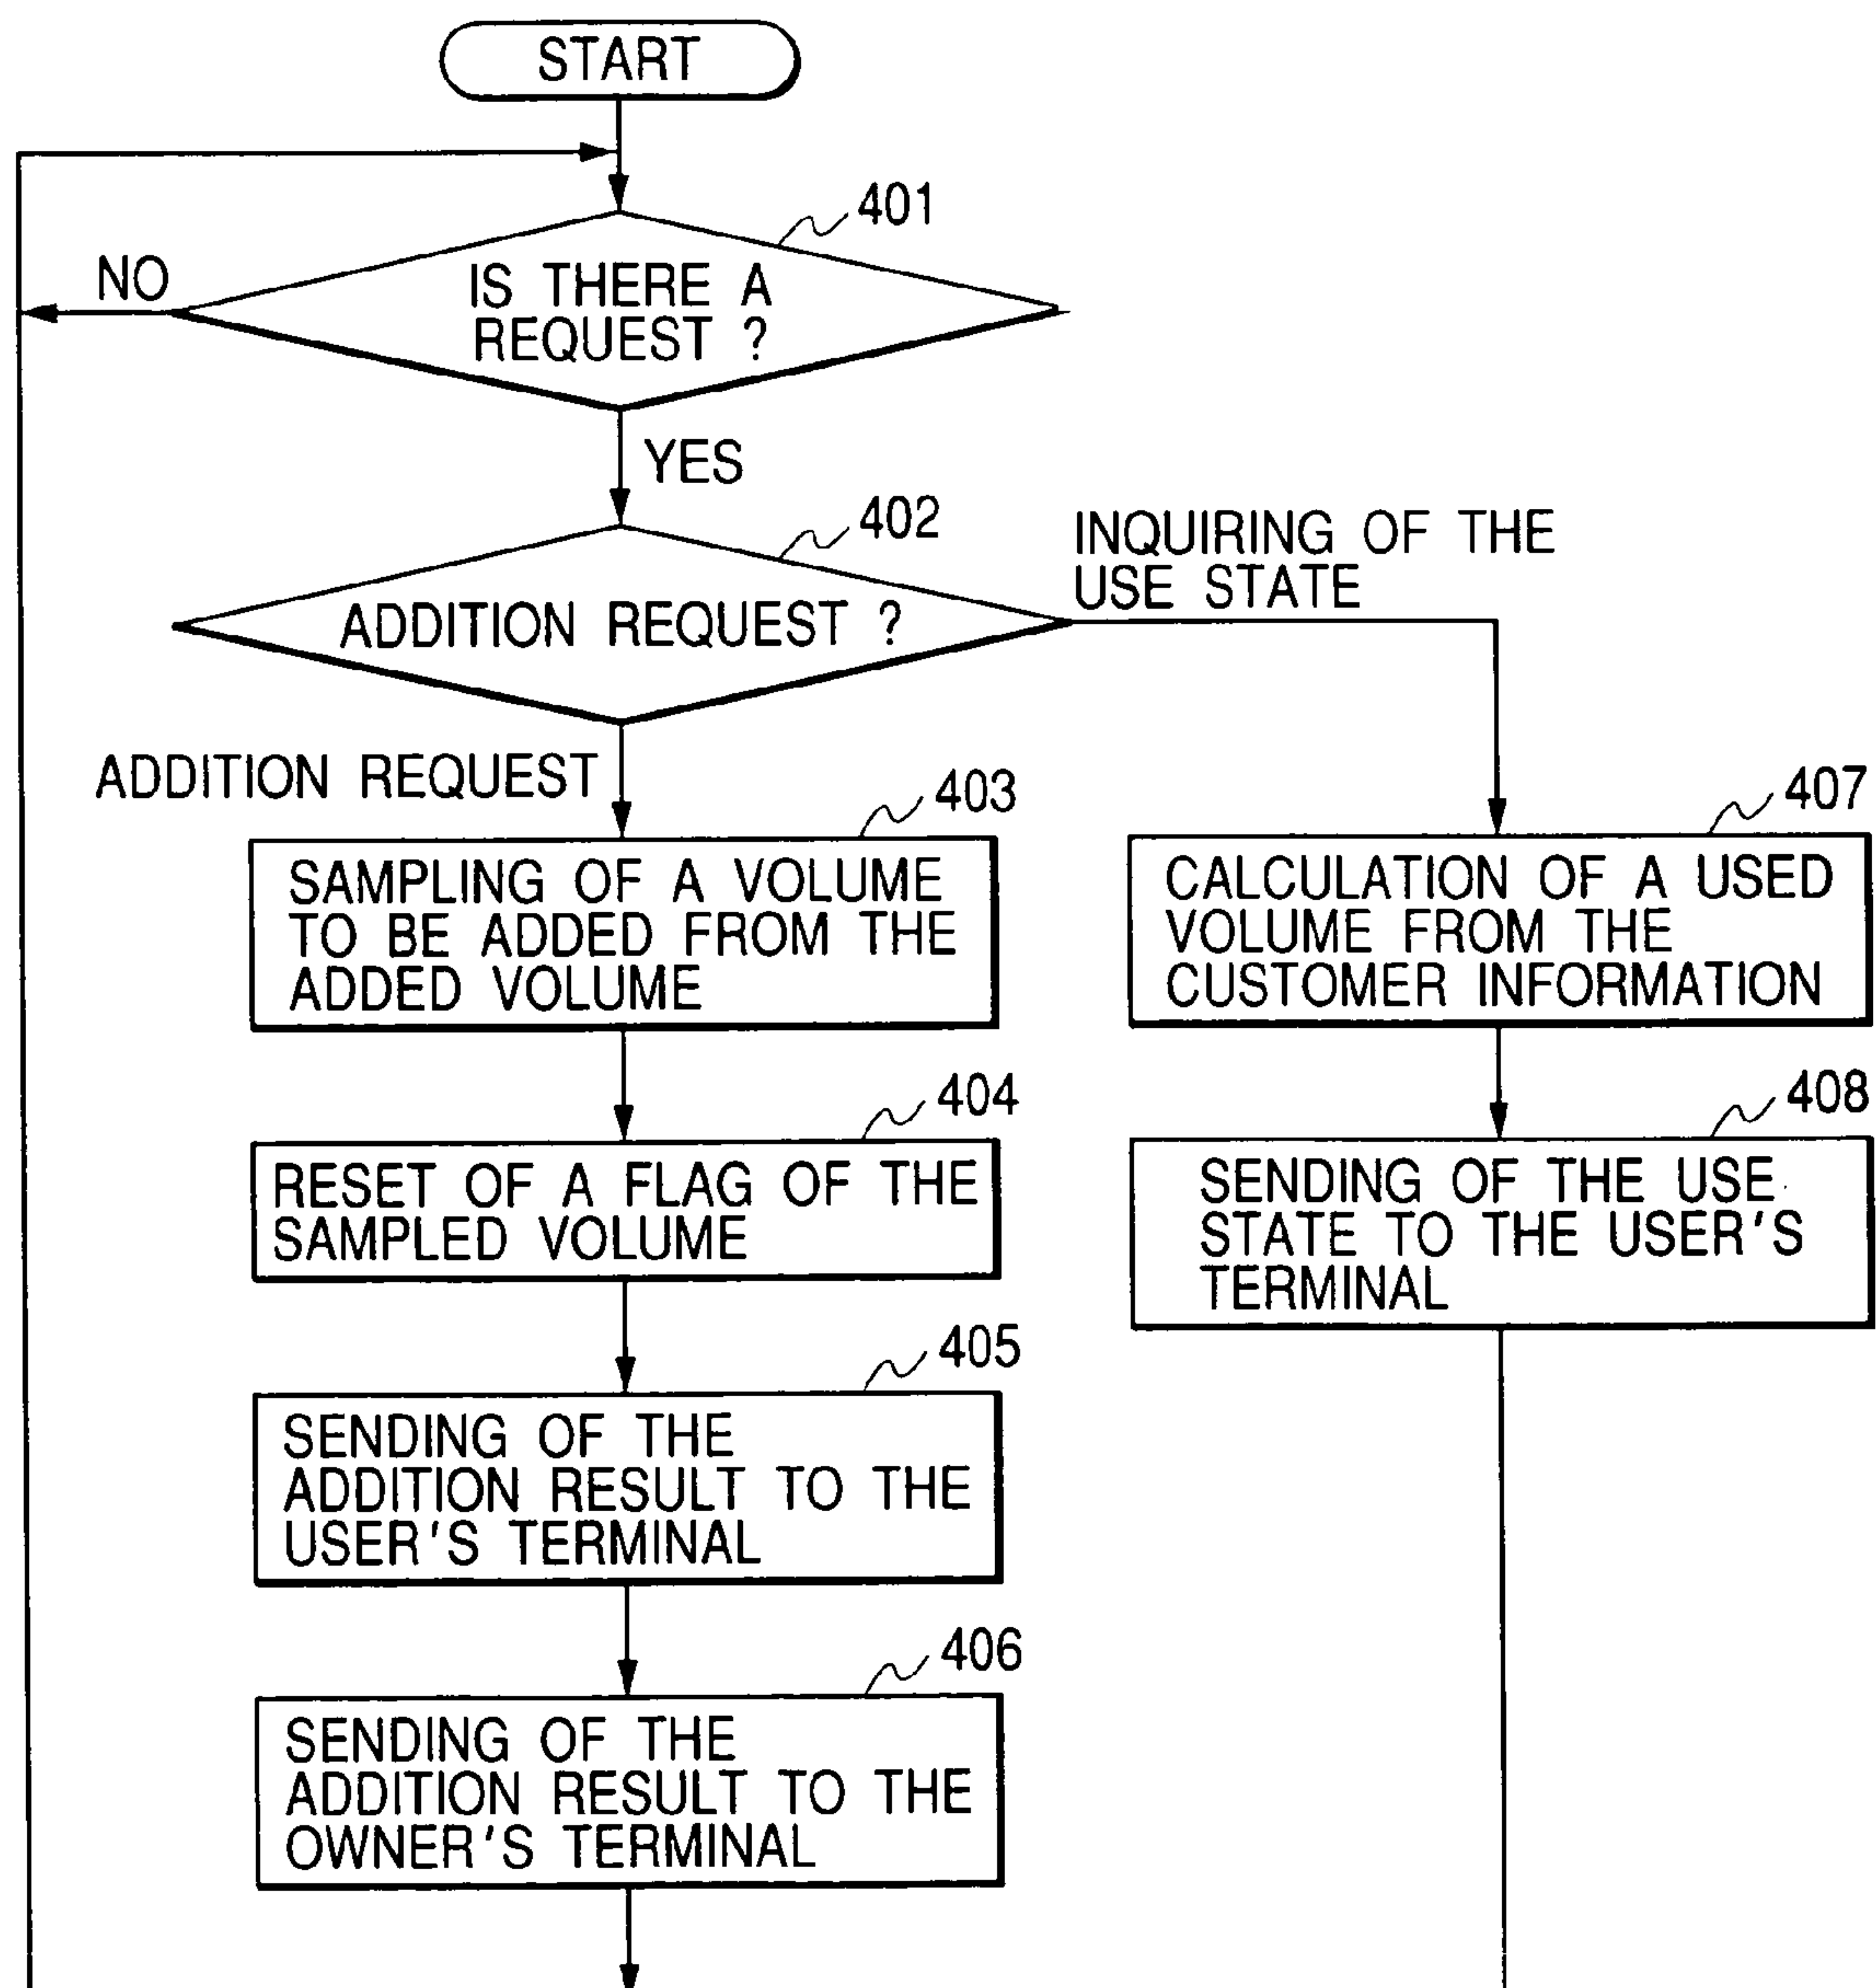 START
401
NO
IS THERE A
REQUEST ?
YES
402
INQUIRING OF THE
USE STATE
ADDITION REQUEST ?
ADDITION REQUEST
403
SAMPLING OF A VOLUME
TO BE ADDED FROM THE
ADDED VOLUME
407
CALCULATION OF A USED
VOLUME FROM THE
CUSTOMER INFORMATION
404
RESET OF A FLAG OF THE
SAMPLED VOLUME
408
SENDING OF THE USE
STATE TO THE USER'S
TERMINAL
405
SENDING OF THE
ADDITION RESULT TO THE
USER'S TERMINAL
406
SENDING OF THE
ADDITION RESULT TO THE
OWNER'S TERMINAL